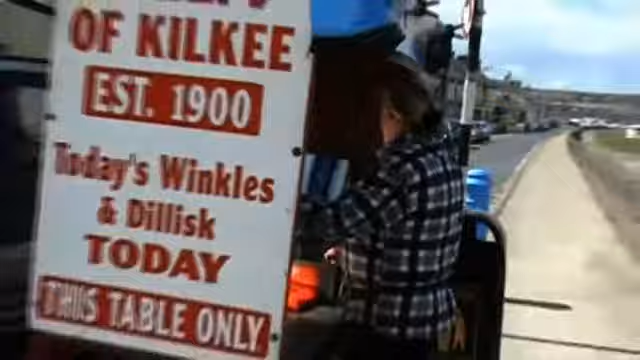 OF KILKEE
EST. 1900
Today's Winkles
& Dillisk
TODAY
THIS TABLE ONLY